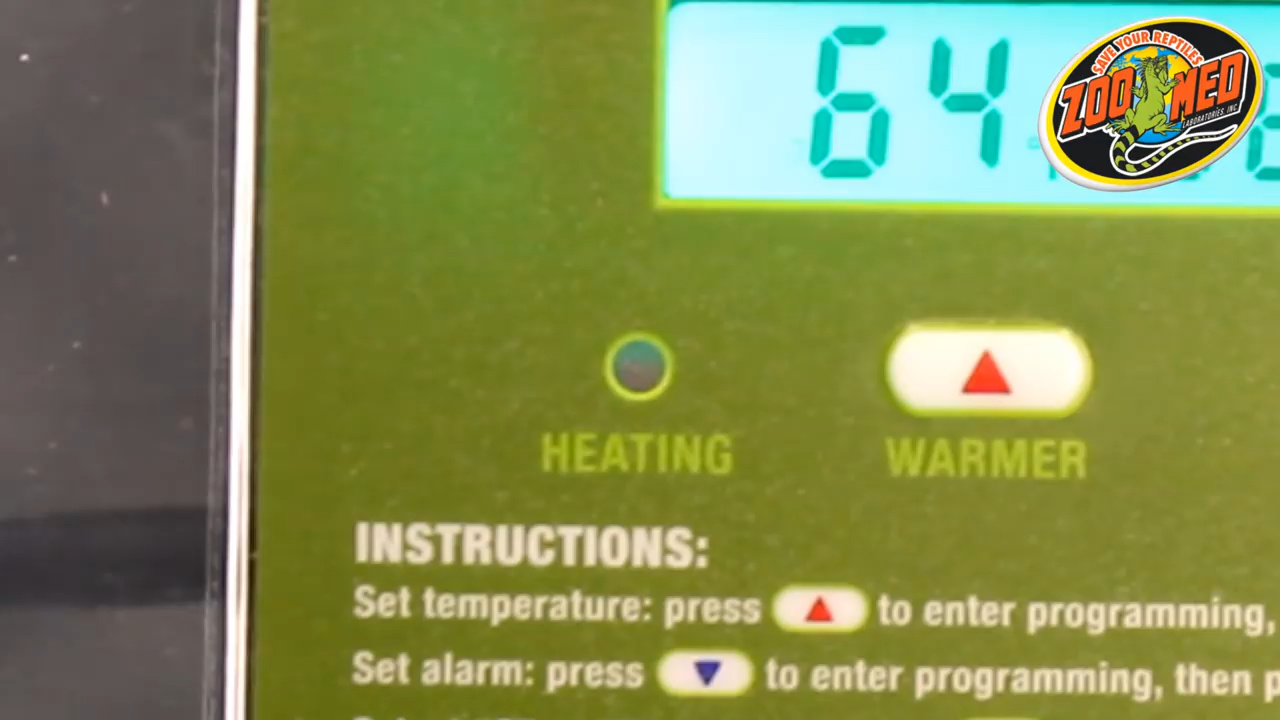 64
SAVE YOUR REPTILES
ZOO MED
LABORATORIES, INC
HEATING
WARMER
INSTRUCTIONS:
Set temperature: press ▲ to enter programming,
Set alarm: press ▼ to enter programming, then p